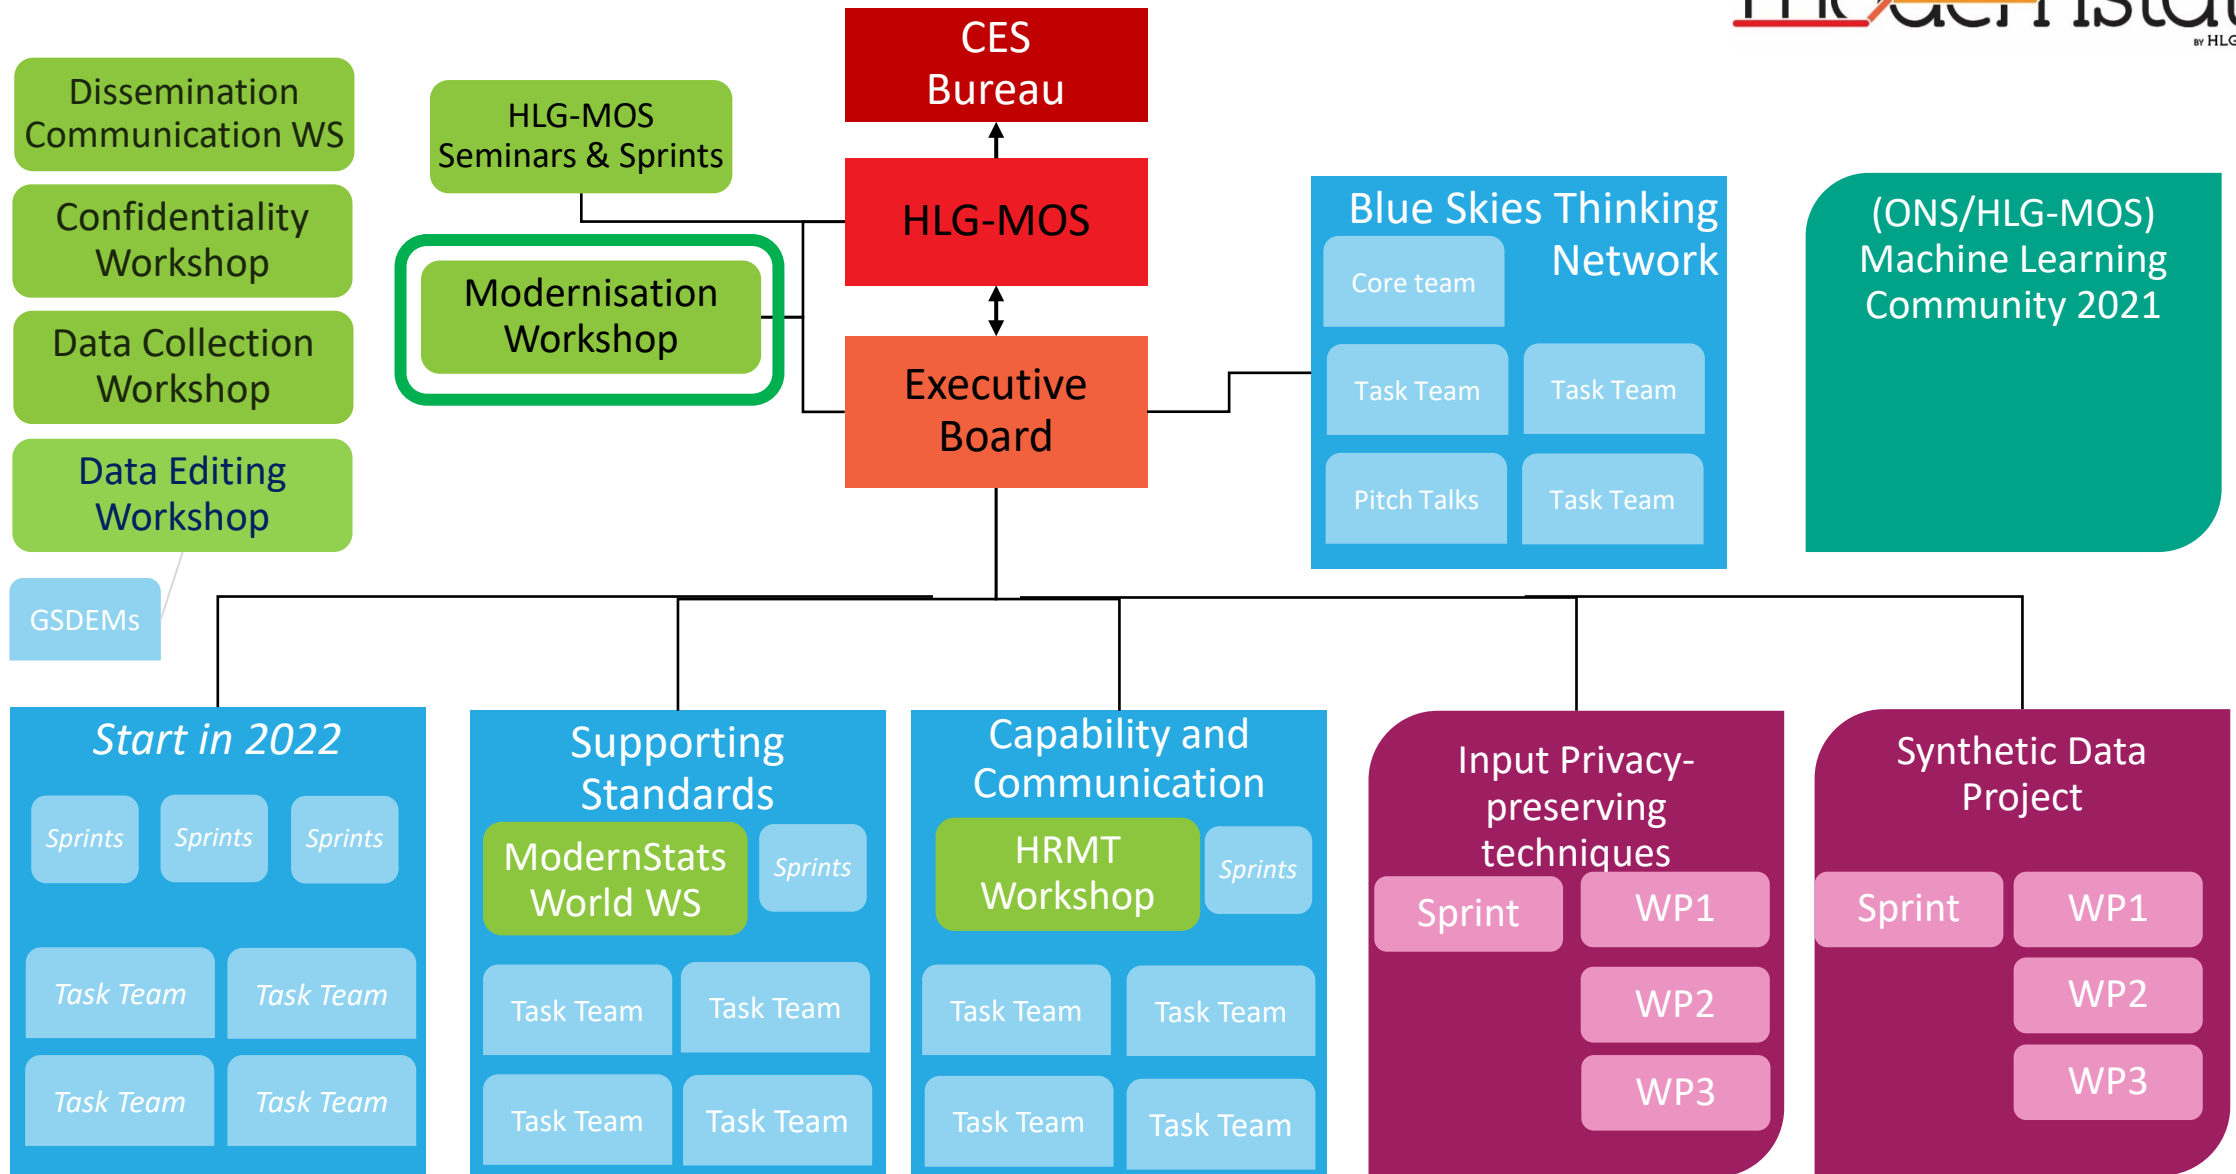 modernstat
BY HLG
CES
Bureau
Dissemination
Communication WS
HLG-MOS
Seminars & Sprints
HLG-MOS
Confidentiality
Workshop
Modernisation
Workshop
Data Collection
Workshop
Executive
Board
Data Editing
Workshop
GSDEMs
Blue Skies Thinking
Network
Core team
Task Team
Task Team
Pitch Talks
Task Team
(ONS/HLG-MOS)
Machine Learning
Community 2021
Start in 2022
Sprints
Sprints
Sprints
Task Team
Task Team
Task Team
Task Team
Supporting
Standards
ModernStats
World WS
Sprints
Task Team
Task Team
Task Team
Task Team
Capability and
Communication
HRMT
Workshop
Sprints
Task Team
Task Team
Task Team
Task Team
Input Privacy-
preserving
techniques
Sprint
WP1
WP2
WP3
Synthetic Data
Project
Sprint
WP1
WP2
WP3